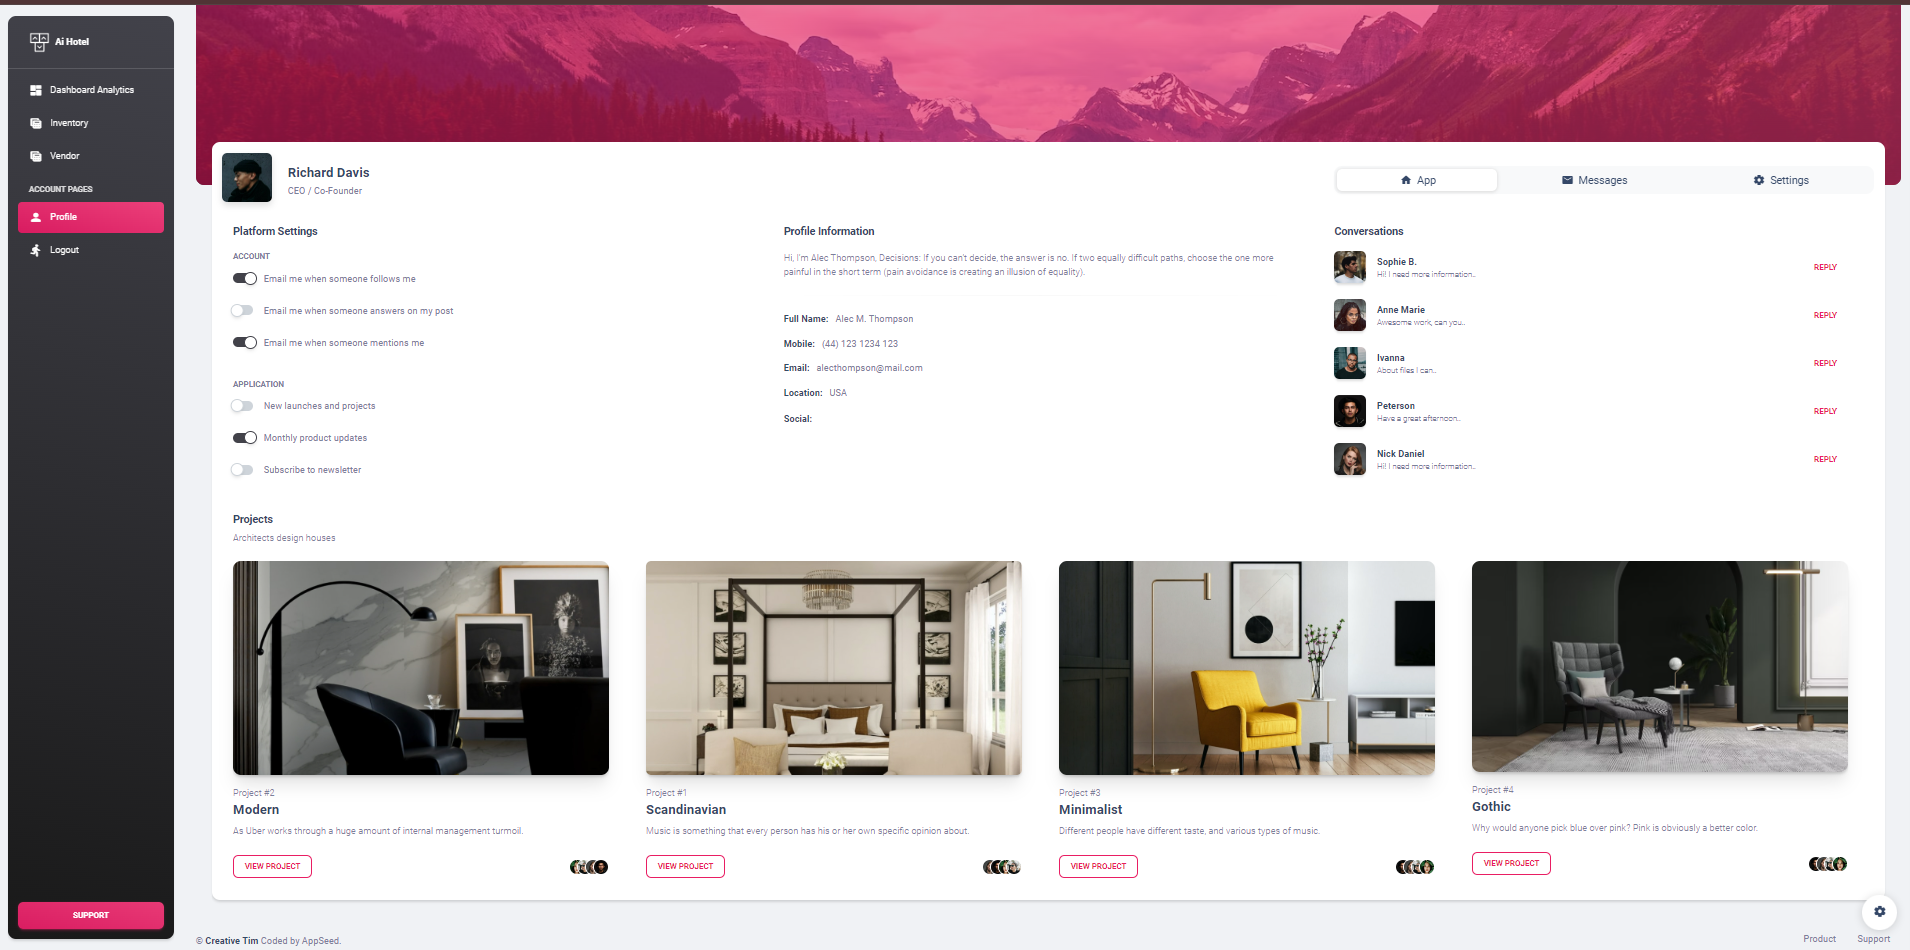 Ai Hotel
Dashboard Analytics
Inventory
Vendor
ACCOUNT PAGES
Profile
Logout
SUPPORT
Richard Davis
CEO / Co-Founder
App
Messages
Settings
Platform Settings
ACCOUNT
Email me when someone follows me
Email me when someone answers on my post
Email me when someone mentions me
APPLICATION
New launches and projects
Monthly product updates
Subscribe to newsletter
Profile Information
Hi, I'm Alec Thompson, Decisions: If you can't decide, the answer is no. If two equally difficult paths, choose the one more
painful in the short term (pain avoidance is creating an illusion of equality).
Full Name: Alec M. Thompson
Mobile: (44) 123 1234 123
Email: alecthompson@mail.com
Location: USA
Social:
Conversations
Sophie B.
Hi! I need more information..
REPLY
Anne Marie
Awesome work, can you..
REPLY
Ivanna
About files I can..
REPLY
Peterson
Have a great afternoon..
REPLY
Nick Daniel
Hi! I need more information..
REPLY
Projects
Architects design houses
Project #2
Modern
As Uber works through a huge amount of internal management turmoil.
VIEW PROJECT
Project #1
Scandinavian
Music is something that every person has his or her own specific opinion about.
VIEW PROJECT
Project #3
Minimalist
Different people have different taste, and various types of music.
VIEW PROJECT
Project #4
Gothic
Why would anyone pick blue over pink? Pink is obviously a better color.
VIEW PROJECT
© Creative Tim Coded by AppSeed.
Product
Support